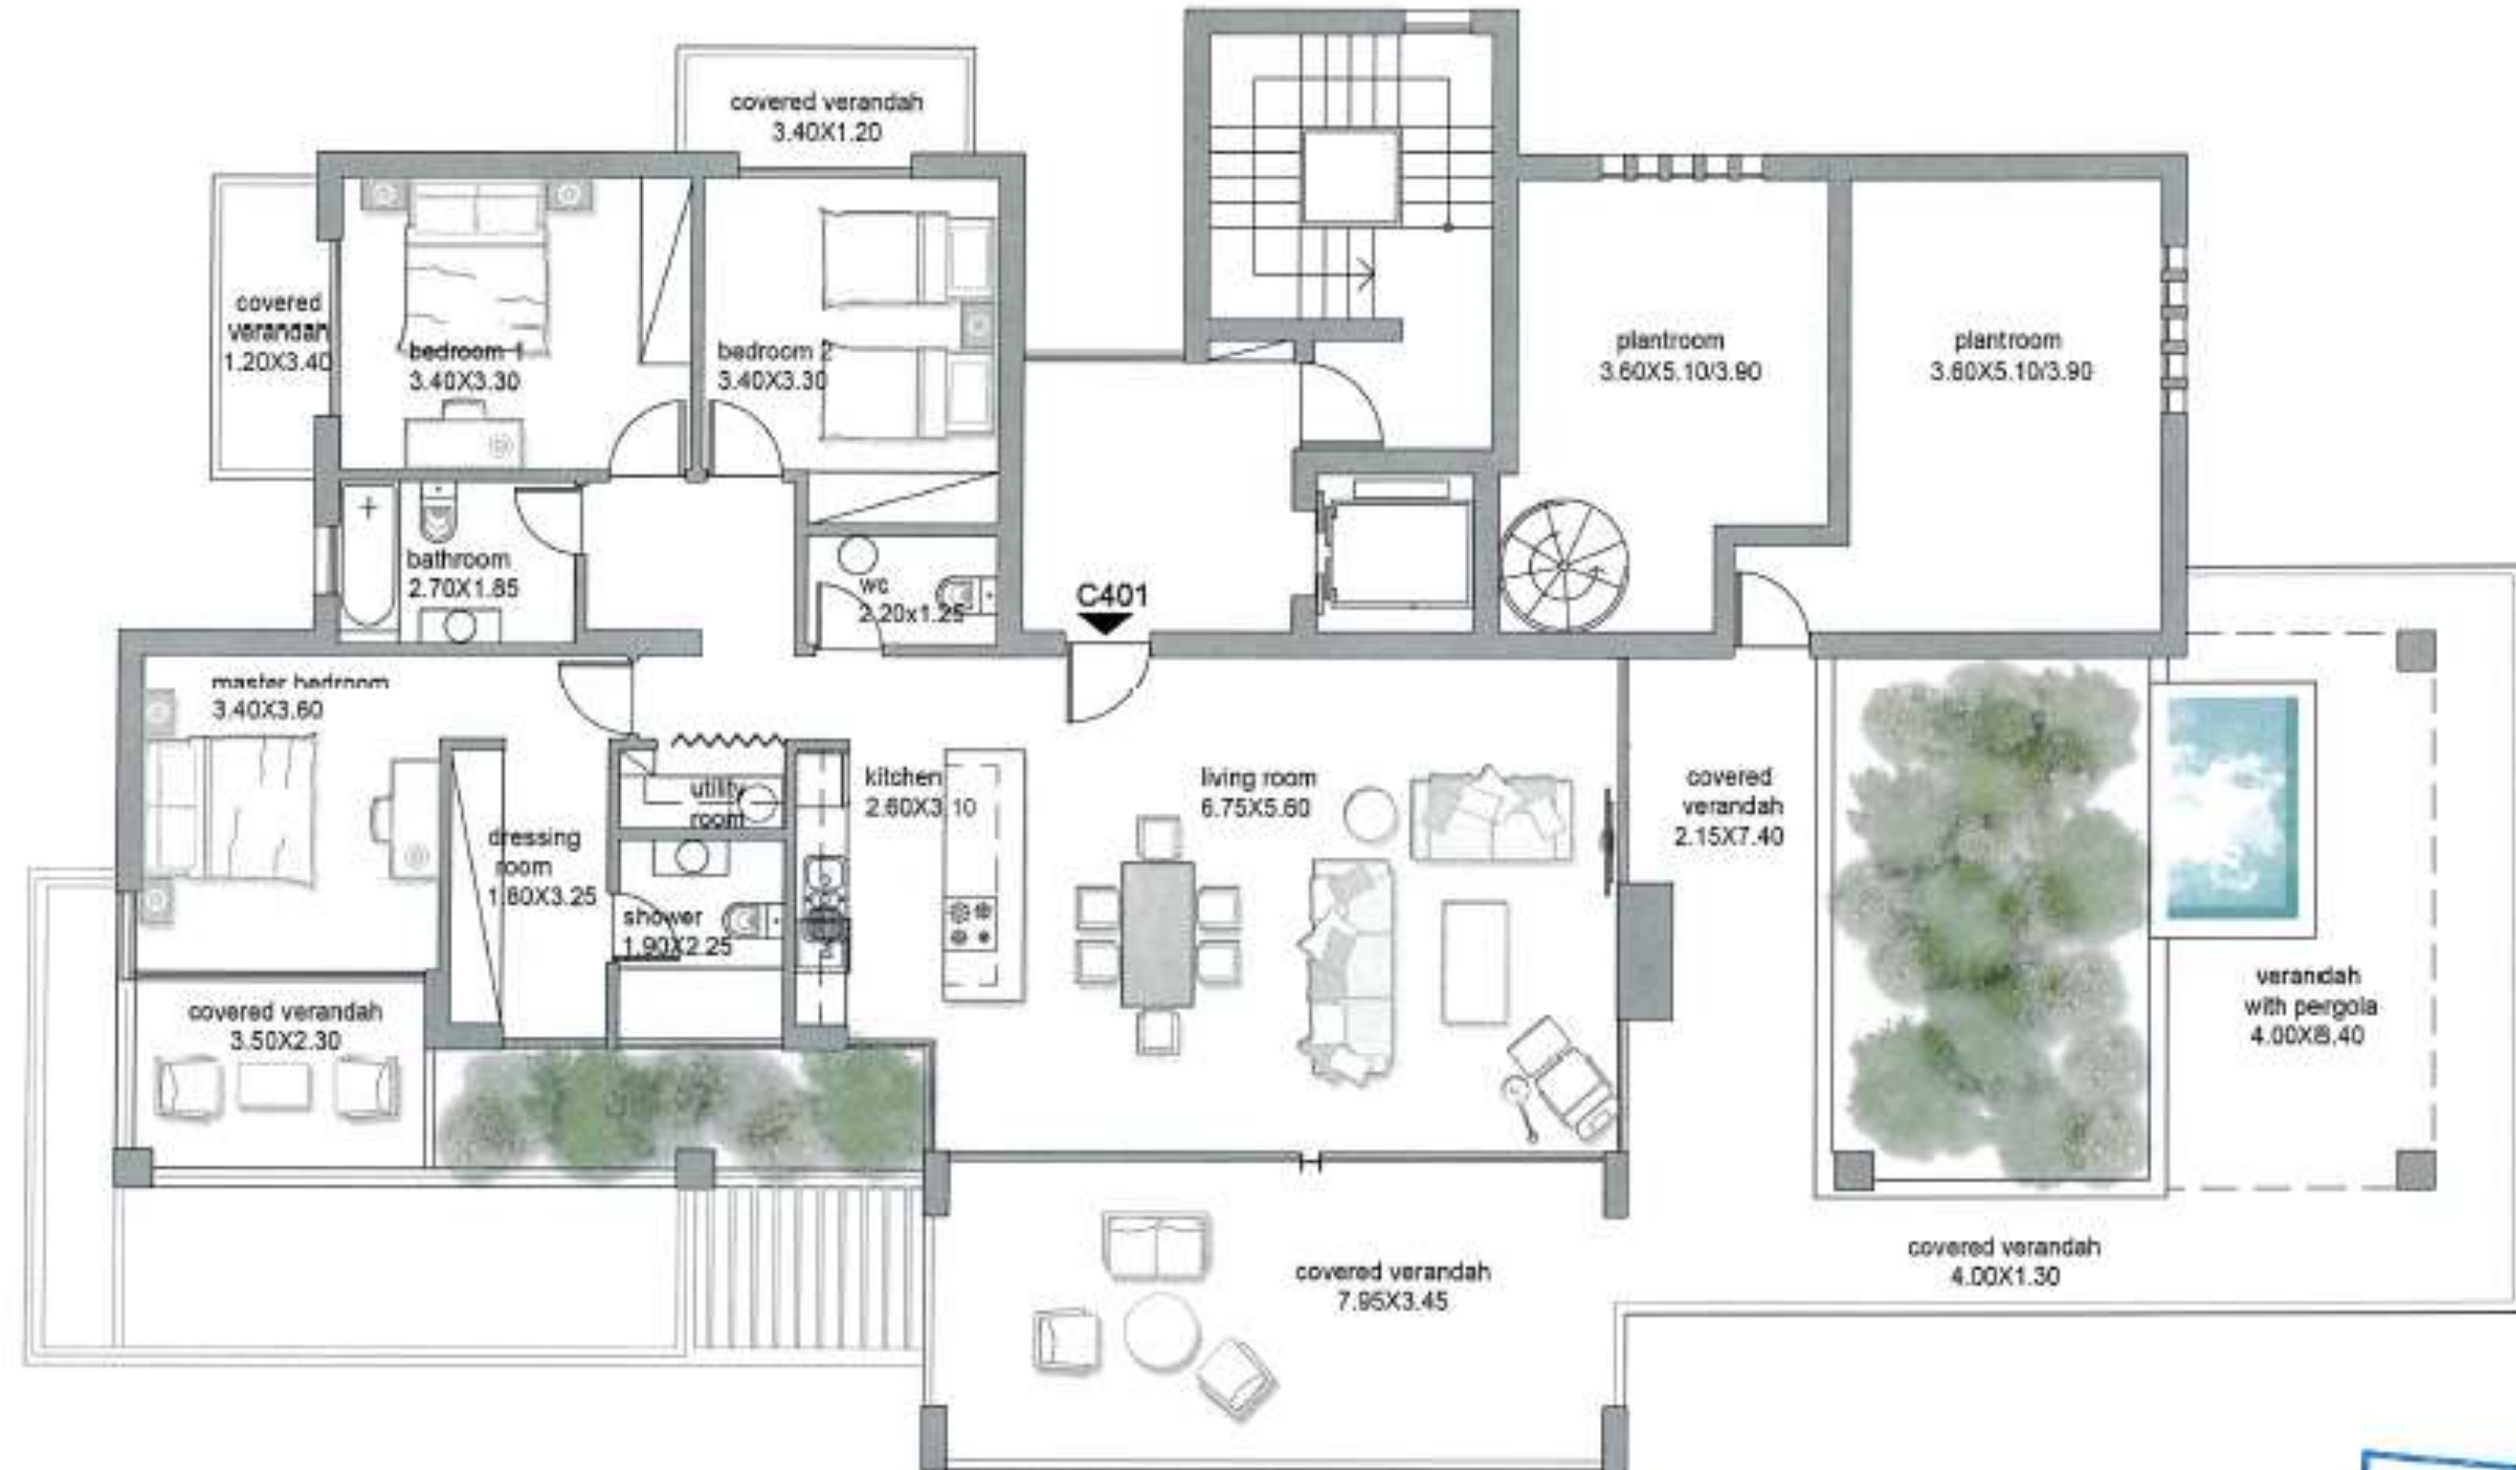 covered verandah
3.40X1.20
covered
verandah
1.20X3.40
bedroom 1
3.40X3.30
bedroom 2
3.40X3.30
plantroom
3.60X5.10/3.90
plantroom
3.60X5.10/3.90
bathroom
2.70X1.85
wc
2.20x1.25
C401
master bedroom
3.40X3.60
utility
room
kitchen
2.60X3.10
living room
6.75X5.60
covered
verandah
2.15X7.40
dressing
room
1.80X3.25
shower
1.90X2.25
covered verandah
3.50X2.30
verandah
with pergola
4.00X8.40
covered verandah
7.95X3.45
covered verandah
4.00X1.30